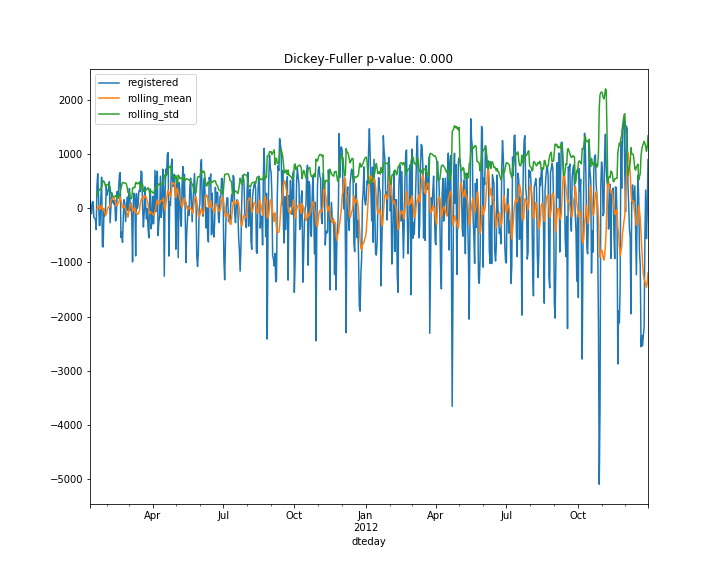 Dickey-Fuller p-value: 0.000
registered
rolling_mean
rolling_std
2000
1000
0
−1000
−2000
−3000
−4000
−5000
Apr Jul Oct Jan Apr Jul Oct
2012
dteday